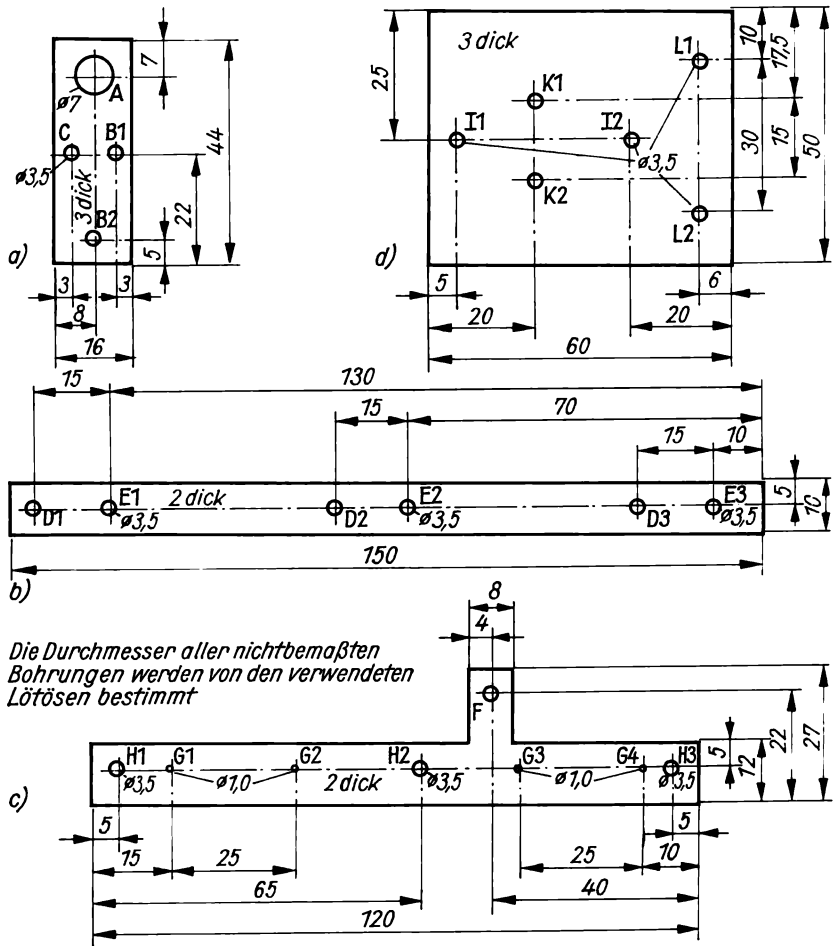 a)
A
ø7
C
B1
ø3,5
3 dick
B2
7
44
22
5
3
3
8
16
d)
3 dick
K1
L1
I1
I2
ø3,5
K2
L2
25
10
17,5
15
30
50
5
6
20
20
60
b)
15
130
15
70
15
10
D1
E1
2 dick
D2
E2
D3
E3
ø3,5
ø3,5
ø3,5
5
10
150
Die Durchmesser aller nichtbemaßten
Bohrungen werden von den verwendeten
Lötösen bestimmt
c)
8
4
F
H1
G1
G2
H2
G3
G4
H3
ø3,5
ø1,0
2 dick
ø3,5
ø1,0
ø3,5
5
12
22
27
5
15
25
25
10
5
65
40
120